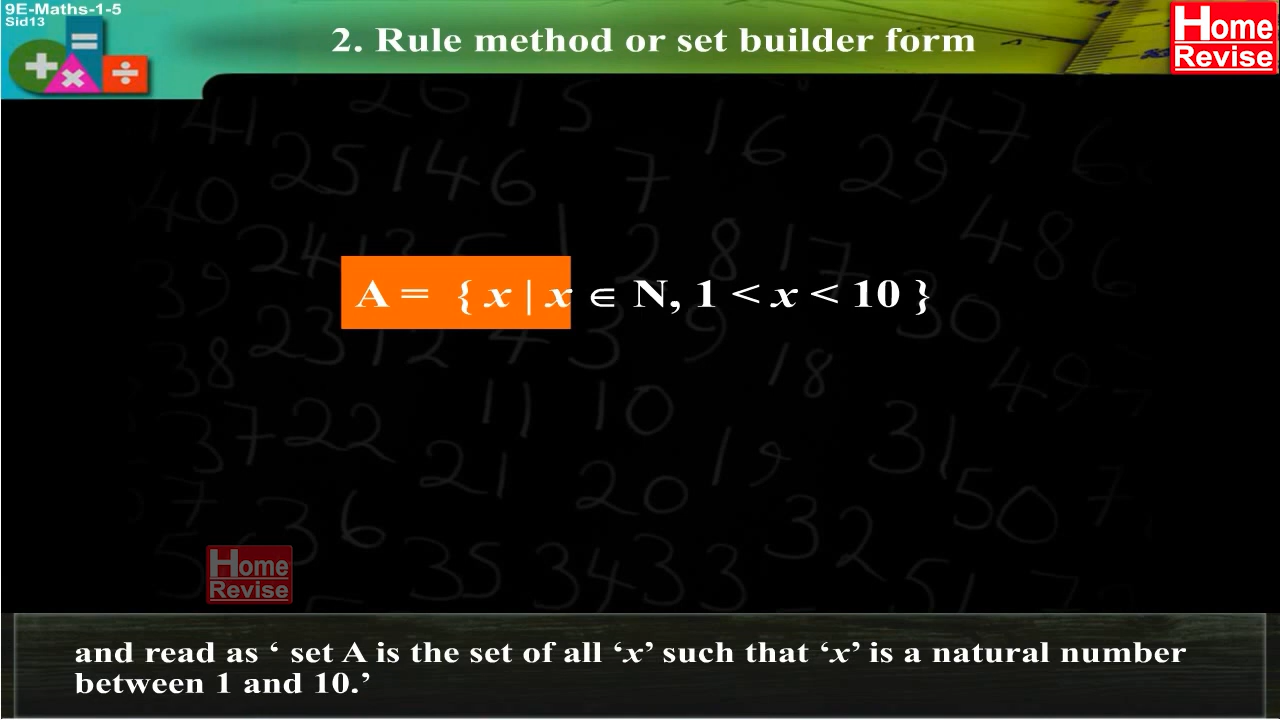 9E-Maths-1-5
Sid13
2. Rule method or set builder form
Home
Revise
A = { x | x ∈ N, 1 < x < 10 }
Home
Revise
and read as ‘ set A is the set of all ‘x’ such that ‘x’ is a natural number
between 1 and 10.’